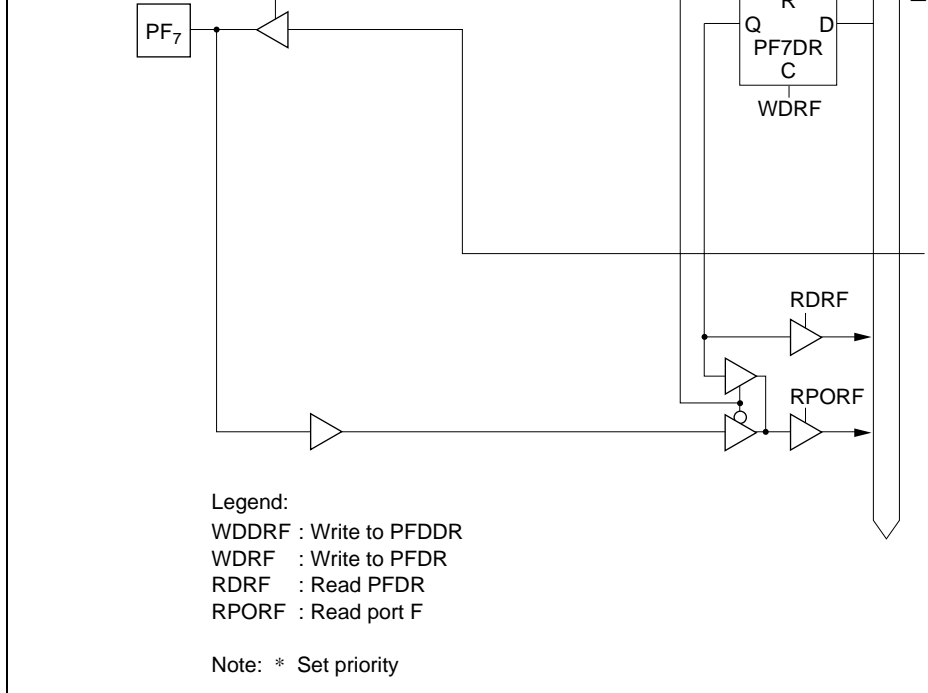 R
PF7
Q D
PF7DR
C
WDRF
RDRF
RPORF
Legend:
WDDRF : Write to PFDDR
WDRF : Write to PFDR
RDRF : Read PFDR
RPORF : Read port F
Note: * Set priority